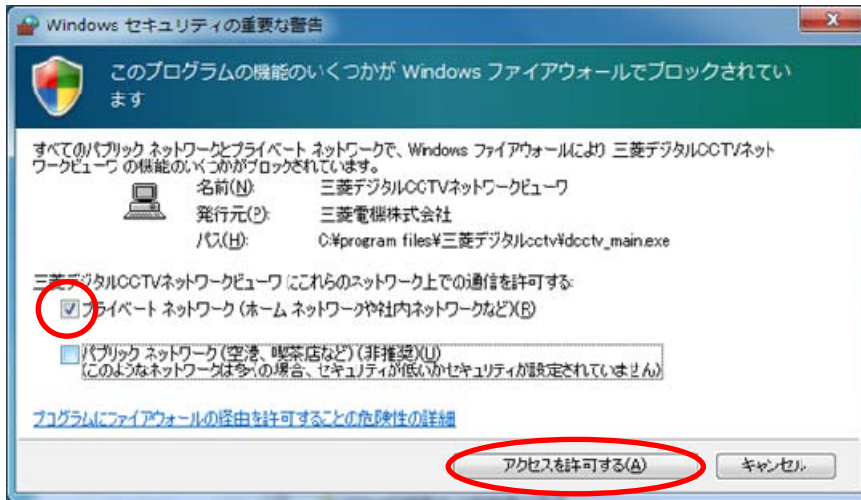 Windows セキュリティの重要な警告
このプログラムの機能のいくつかが Windows ファイアウォールでブロックされてい
ます
すべてのパブリック ネットワークとプライベート ネットワークで、Windows ファイアウォールにより 三菱デジタルCCTVネット
ワークビューワ の機能のいくつかがブロックされています。
名前(N): 三菱デジタルCCTVネットワークビューワ
発行元(P): 三菱電機株式会社
パス(H): C:¥program files¥三菱デジタルcctv¥dcctv_main.exe
三菱デジタルCCTVネットワークビューワ にこれらのネットワーク上での通信を許可する:
プライベート ネットワーク (ホーム ネットワークや社内ネットワークなど)(R)
パブリック ネットワーク (空港、喫茶店など) (非推奨)(U)
(このようなネットワークは多くの場合、セキュリティが低いかセキュリティが設定されていません)
プログラムにファイアウォールの経由を許可することの危険性の詳細
アクセスを許可する(A) キャンセル